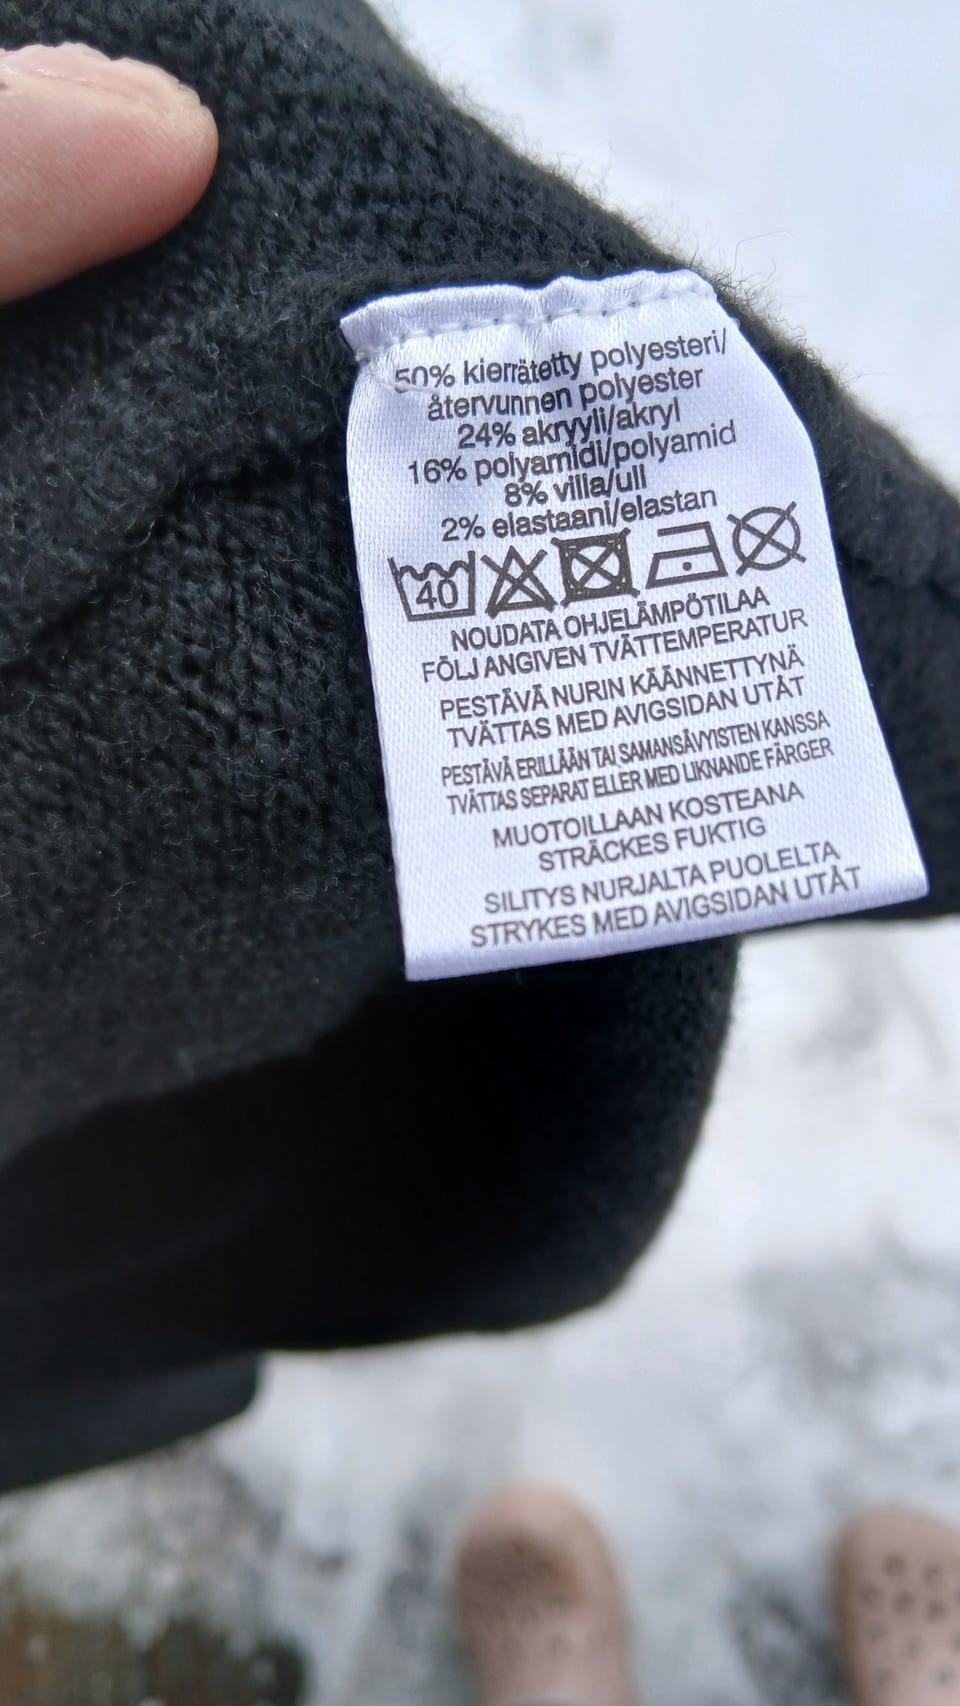 50% kierrätetty polyesteri/
återvunnen polyester
24% akryyli/akryl
16% polyamidi/polyamid
8% villa/ull
2% elastaani/elastan
40
NOUDATA OHJELÄMPÖTILAA
FÖLJ ANGIVEN TVÄTTEMPERATUR
PESTÄVÄ NURIN KÄÄNNETTYNÄ
TVÄTTAS MED AVIGSIDAN UTÅT
PESTÄVÄ ERILLÄÄN TAI SAMANSÄVYISTEN KANSSA
TVÄTTAS SEPARAT ELLER MED LIKNANDE FÄRGER
MUOTOILLAAN KOSTEANA
STRÄCKES FUKTIG
SILITYS NURJALTA PUOLELTA
STRYKES MED AVIGSIDAN UTÅT